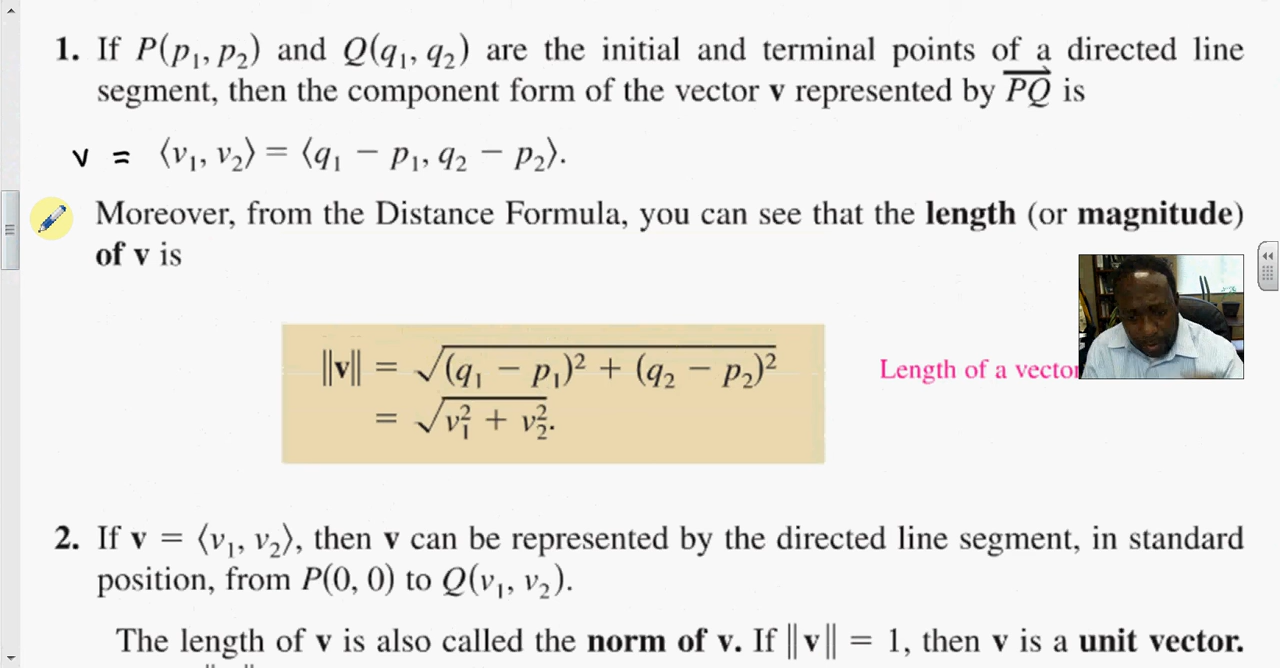 1. If P(p₁, p₂) and Q(q₁, q₂) are the initial and terminal points of a directed line
segment, then the component form of the vector v represented by \overrightarrow{PQ} is
v = ⟨v₁, v₂⟩ = ⟨q₁ − p₁, q₂ − p₂⟩.
Moreover, from the Distance Formula, you can see that the length (or magnitude)
of v is
‖v‖ = √((q₁ − p₁)² + (q₂ − p₂)²)
Length of a vector
= √(v₁² + v₂²).
2. If v = ⟨v₁, v₂⟩, then v can be represented by the directed line segment, in standard
position, from P(0, 0) to Q(v₁, v₂).
The length of v is also called the norm of v. If ‖v‖ = 1, then v is a unit vector.